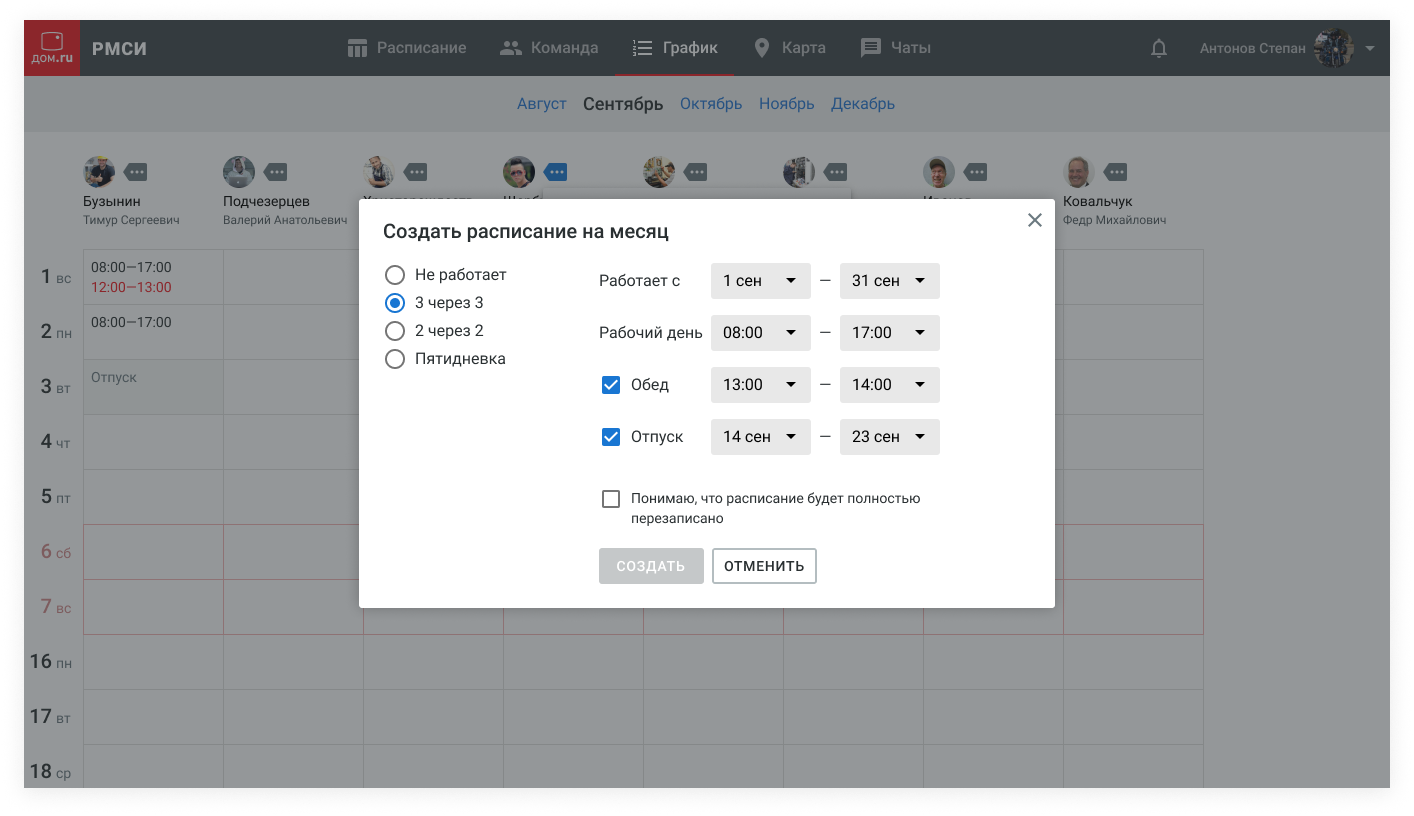 дом.ru
РМСИ
Расписание
Команда
График
Карта
Чаты
Антонов Степан
Август
Сентябрь
Октябрь
Ноябрь
Декабрь
Бузынин
Тимур Сергеевич
Подчезерцев
Валерий Анатольевич
Ковальчук
Федр Михайлович
Создать расписание на месяц
Не работает
3 через 3
2 через 2
Пятидневка
Работает с 1 сен — 31 сен
Рабочий день 08:00 — 17:00
Обед 13:00 — 14:00
Отпуск 14 сен — 23 сен
Понимаю, что расписание будет полностью
перезаписано
СОЗДАТЬ
ОТМЕНИТЬ
1 вс
08:00—17:00
12:00—13:00
2 пн
08:00—17:00
3 вт
Отпуск
4 чт
5 пт
6 сб
7 вс
16 пн
17 вт
18 ср